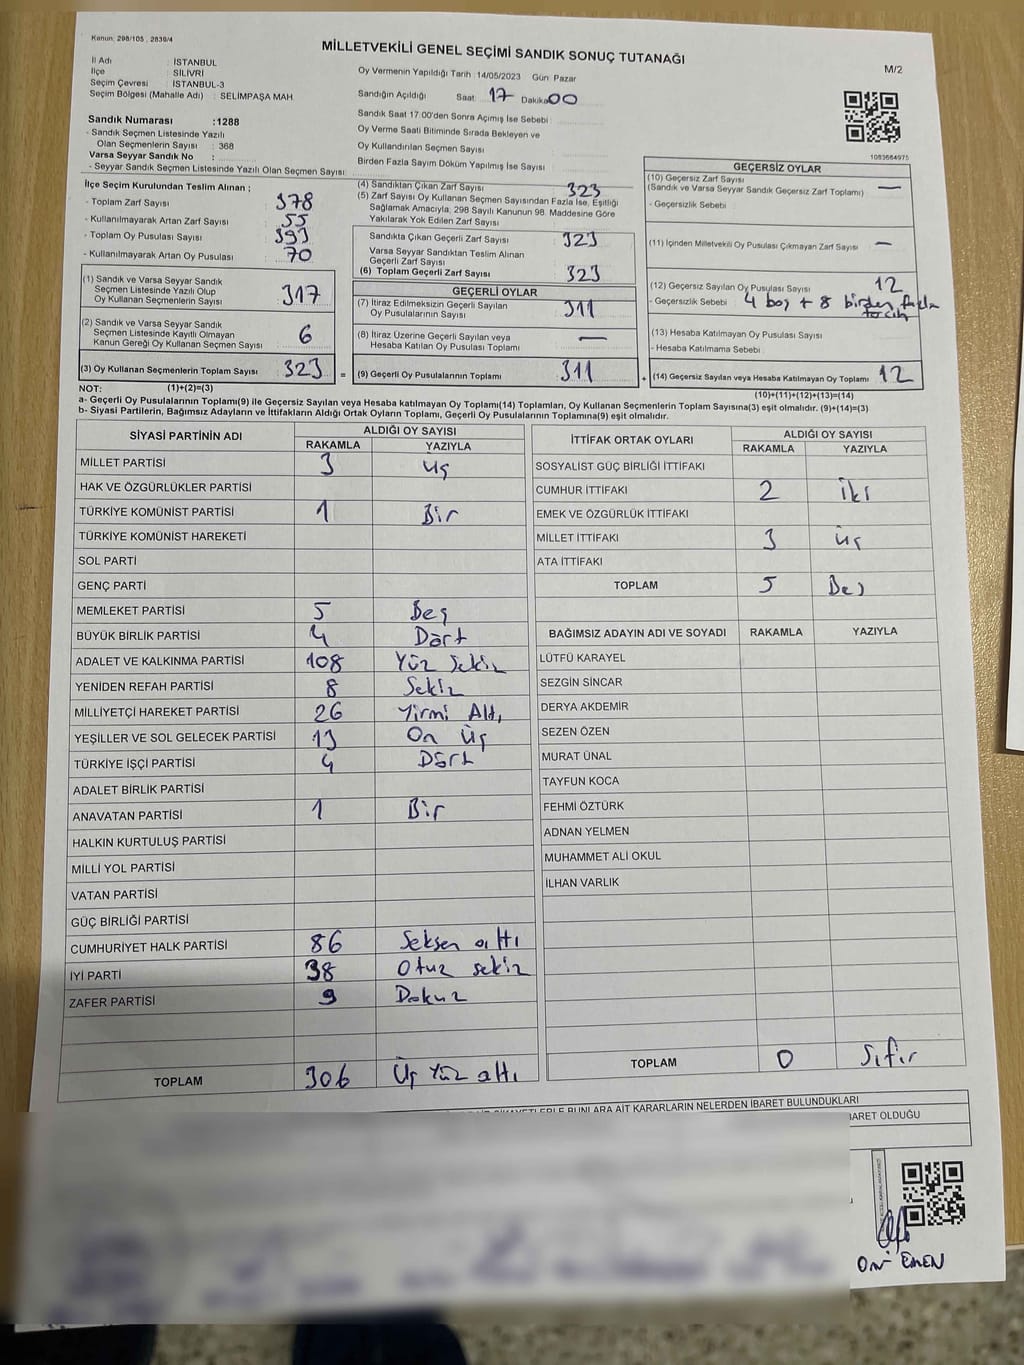 Kanun: 298/105 , 2839/4
MİLLETVEKİLİ GENEL SEÇİMİ SANDIK SONUÇ TUTANAĞI
M/2
İl Adı : İSTANBUL
İlçe : SİLİVRİ
Seçim Çevresi : İSTANBUL-3
Seçim Bölgesi (Mahalle Adı) : SELİMPAŞA MAH
Oy Vermenin Yapıldığı Tarih :14/05/2023 Gün: Pazar
Sandığın Açıldığı Saat: 17 Dakika 00
Sandık Saat 17:00'den Sonra Açımış İse Sebebi :
Oy Verme Saati Bitiminde Sırada Bekleyen ve
Oy Kullandırılan Seçmen Sayısı :
Birden Fazla Sayım Döküm Yapılmış İse Sayısı :
1083664975
Sandık Numarası :1288
- Sandık Seçmen Listesinde Yazılı
Olan Seçmenlerin Sayısı : 368
Varsa Seyyar Sandık No :
- Seyyar Sandık Seçmen Listesinde Yazılı Olan Seçmen Sayısı:
İlçe Seçim Kurulundan Teslim Alınan ;
- Toplam Zarf Sayısı : 378
- Kullanılmayarak Artan Zarf Sayısı : 55
- Toplam Oy Pusulası Sayısı : 393
- Kullanılmayarak Artan Oy Pusulası : 70
(1) Sandık ve Varsa Seyyar Sandık
Seçmen Listesinde Yazılı Olup
Oy Kullanan Seçmenlerin Sayısı : 317
(2) Sandık ve Varsa Seyyar Sandık
Seçmen Listesinde Kayıtlı Olmayan
Kanun Gereği Oy Kullanan Seçmen Sayısı : 6
(3) Oy Kullanan Seçmenlerin Toplam Sayısı : 323 =
(4) Sandıktan Çıkan Zarf Sayısı : 323
(5) Zarf Sayısı Oy Kullanan Seçmen Sayısından Fazla İse, Eşitliği
Sağlamak Amacıyla, 298 Sayılı Kanunun 98. Maddesine Göre
Yakılarak Yok Edilen Zarf Sayısı :
Sandıkta Çıkan Geçerli Zarf Sayısı : 323
Varsa Seyyar Sandıktan Teslim Alınan
Geçerli Zarf Sayısı :
(6) Toplam Geçerli Zarf Sayısı : 323
GEÇERLİ OYLAR
(7) İtiraz Edilmeksizin Geçerli Sayılan
Oy Pusulalarının Sayısı : 311
(8) İtiraz Üzerine Geçerli Sayılan veya
Hesaba Katılan Oy Pusulası Toplamı : —
(9) Geçerli Oy Pusulalarının Toplamı : 311 +
GEÇERSİZ OYLAR
(10) Geçersiz Zarf Sayısı
(Sandık ve Varsa Seyyar Sandık Geçersiz Zarf Toplamı) : —
- Geçersizlik Sebebi :
(11) İçinden Milletvekili Oy Pusulası Çıkmayan Zarf Sayısı : —
(12) Geçersiz Sayılan Oy Pusulası Sayısı : 12
- Geçersizlik Sebebi : 4 boş + 8 birden fazla
tercih
(13) Hesaba Katılmayan Oy Pusulası Sayısı :
- Hesaba Katılmama Sebebi :
(14) Geçersiz Sayılan veya Hesaba Katılmayan Oy Toplamı : 12
NOT: (1)+(2)=(3) (10)+(11)+(12)+(13)=(14)
a- Geçerli Oy Pusulalarının Toplamı(9) ile Geçersiz Sayılan veya Hesaba katılmayan Oy Toplamı(14) Toplamları, Oy Kullanan Seçmenlerin Toplam Sayısına(3) eşit olmalıdır. (9)+(14)=(3)
b- Siyasi Partilerin, Bağımsız Adayların ve İttifakların Aldığı Ortak Oyların Toplamı, Geçerli Oy Pusulalarının Toplamına(9) eşit olmalıdır.
SİYASİ PARTİNİN ADI ALDIĞI OY SAYISI
RAKAMLA YAZIYLA
MİLLET PARTİSİ 3 Üç
HAK VE ÖZGÜRLÜKLER PARTİSİ
TÜRKİYE KOMÜNİST PARTİSİ 1 Bir
TÜRKİYE KOMÜNİST HAREKETİ
SOL PARTİ
GENÇ PARTİ
MEMLEKET PARTİSİ 5 Beş
BÜYÜK BİRLİK PARTİSİ 4 Dört
ADALET VE KALKINMA PARTİSİ 108 Yüz Sekiz
YENİDEN REFAH PARTİSİ 8 Sekiz
MİLLİYETÇİ HAREKET PARTİSİ 26 Yirmi Altı
YEŞİLLER VE SOL GELECEK PARTİSİ 13 On Üç
TÜRKİYE İŞÇİ PARTİSİ 4 Dört
ADALET BİRLİK PARTİSİ
ANAVATAN PARTİSİ 1 Bir
HALKIN KURTULUŞ PARTİSİ
MİLLİ YOL PARTİSİ
VATAN PARTİSİ
GÜÇ BİRLİĞİ PARTİSİ
CUMHURİYET HALK PARTİSİ 86 Seksen altı
İYİ PARTİ 38 Otuz sekiz
ZAFER PARTİSİ 9 Dokuz
TOPLAM 306 Üç Yüz altı
İTTİFAK ORTAK OYLARI ALDIĞI OY SAYISI
RAKAMLA YAZIYLA
SOSYALİST GÜÇ BİRLİĞİ İTTİFAKI
CUMHUR İTTİFAKI 2 İki
EMEK VE ÖZGÜRLÜK İTTİFAKI
MİLLET İTTİFAKI 3 Üç
ATA İTTİFAKI
TOPLAM 5 Beş
BAĞIMSIZ ADAYIN ADI VE SOYADI RAKAMLA YAZIYLA
LÜTFÜ KARAYEL
SEZGİN SİNCAR
DERYA AKDEMİR
SEZEN ÖZEN
MURAT ÜNAL
TAYFUN KOCA
FEHMİ ÖZTÜRK
ADNAN YELMEN
MUHAMMET ALİ OKUL
İLHAN VARLIK
TOPLAM 0 Sıfır
BUNLARA AİT KARARLARIN NELERDEN İBARET BULUNDUKLARI
İBARET OLDUĞU
EMEN